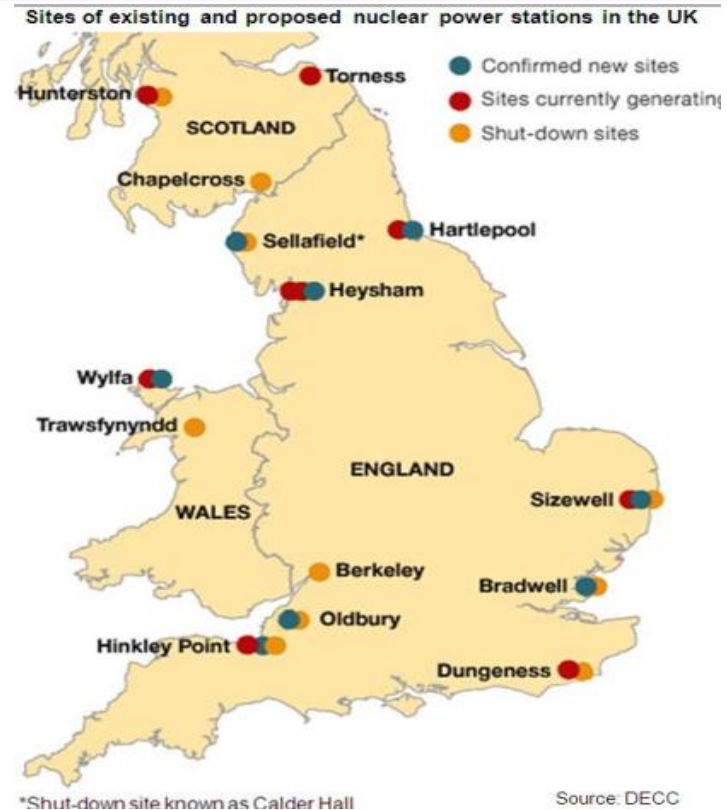 Sites of existing and proposed nuclear power stations in the UK
Confirmed new sites
Sites currently generating
Shut-down sites
Torness
Hunterston
SCOTLAND
Chapelcross
Sellafield*
Hartlepool
Heysham
Wylfa
Trawsfynyndd
ENGLAND
Sizewell
WALES
Berkeley
Bradwell
Oldbury
Hinkley Point
Dungeness
*Shut-down site known as Calder Hall
Source: DECC